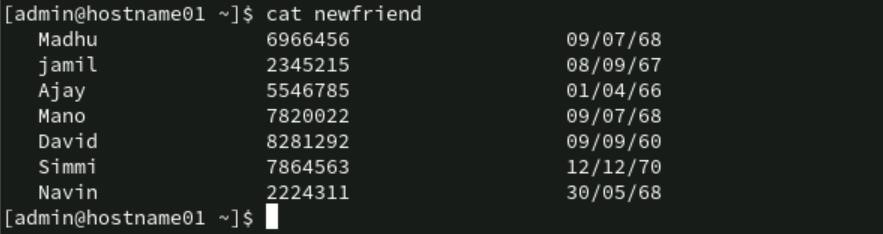 [admin@hostname01 ~]$ cat newfriend
Madhu 6966456 09/07/68
jamil 2345215 08/09/67
Ajay 5546785 01/04/66
Mano 7820022 09/07/68
David 8281292 09/09/60
Simmi 7864563 12/12/70
Navin 2224311 30/05/68
[admin@hostname01 ~]$